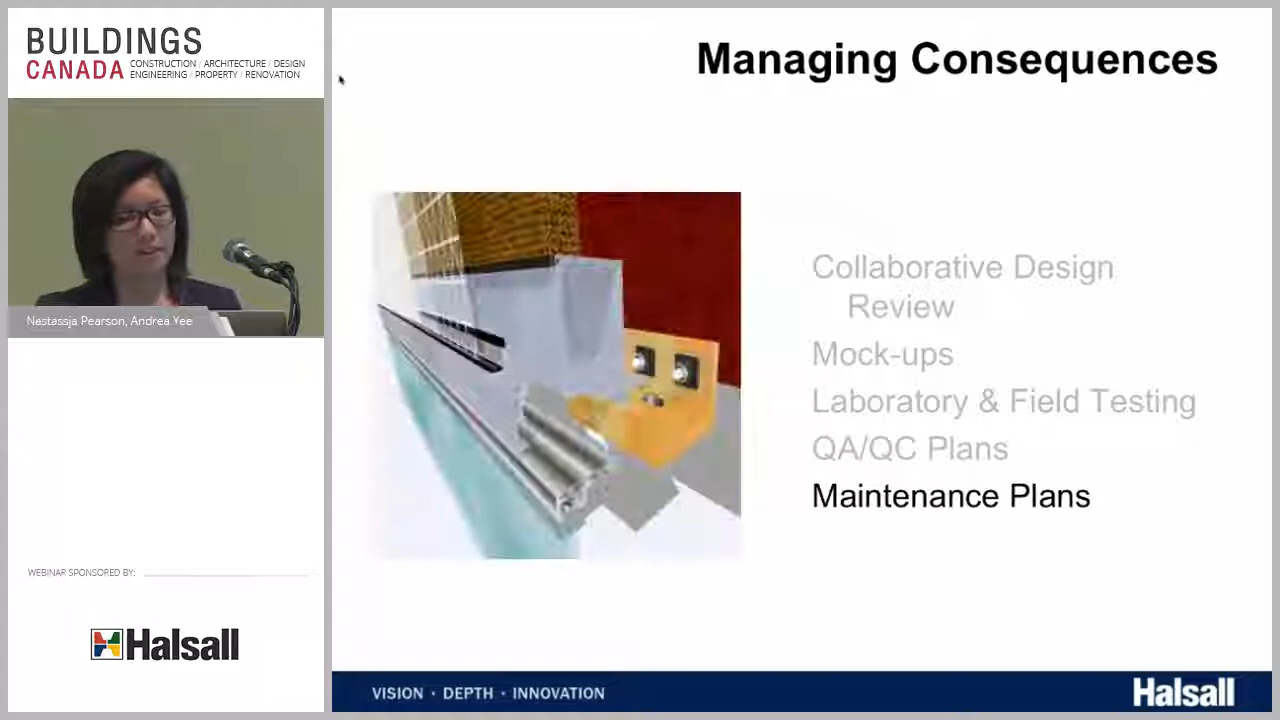 BUILDINGS
CANADA CONSTRUCTION / ARCHITECTURE / DESIGN
ENGINEERING / PROPERTY / RENOVATION
Nastassja Pearson, Andrea Yee
WEBINAR SPONSORED BY:
Halsall
Managing Consequences
Collaborative Design
Review
Mock-ups
Laboratory & Field Testing
QA/QC Plans
Maintenance Plans
VISION · DEPTH · INNOVATION
Halsall